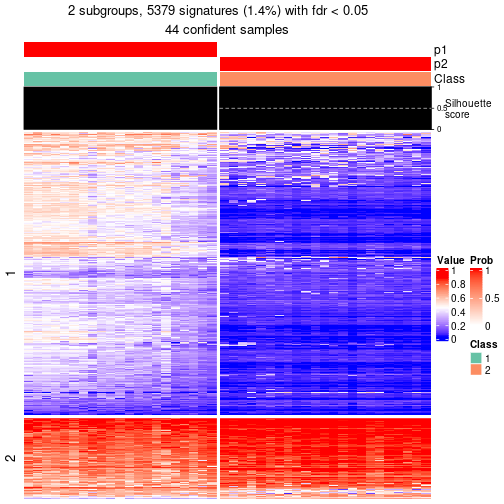 2 subgroups, 5379 signatures (1.4%) with fdr < 0.05
44 confident samples
p1
p2
Class
1
0.5
0
Silhouette
score
1
2
Value
1
0.8
0.6
0.4
0.2
0
Prob
1
0.5
0
Class
1
2